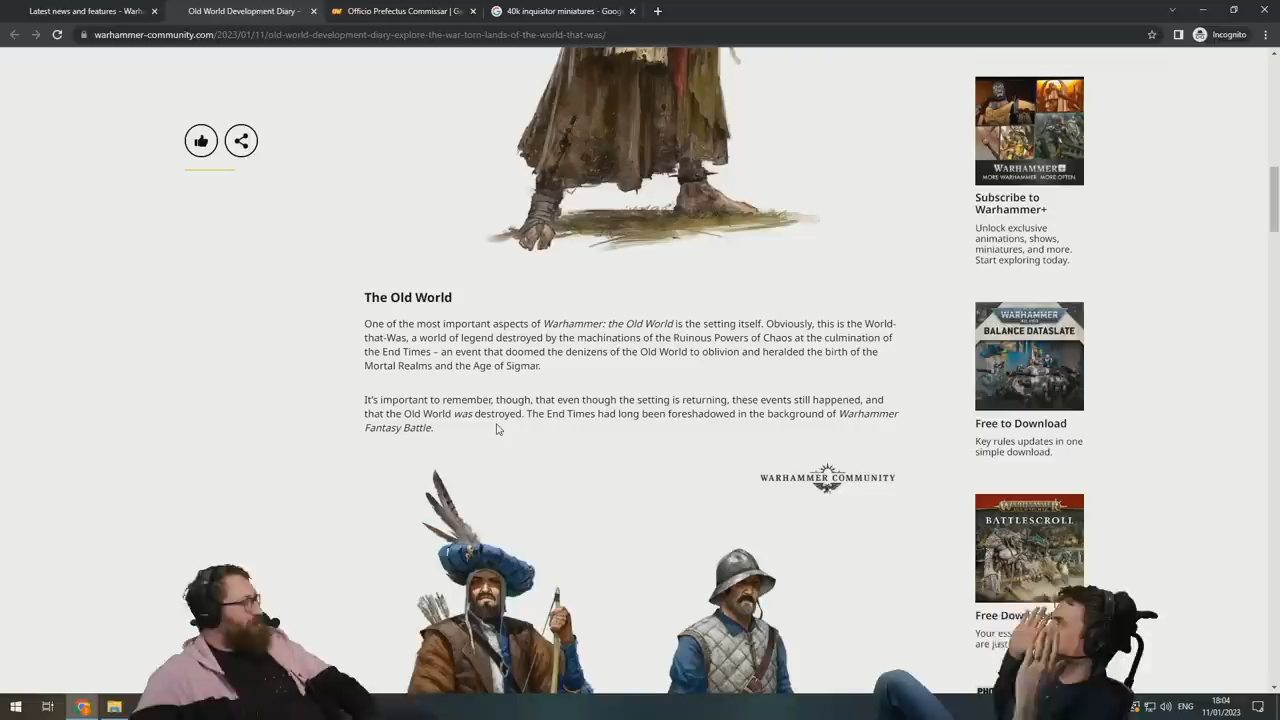 Latest news and features - Warh
Old World Development Diary -
Official Prefectus Commisar | G
40k inquisitor minatures - Goog
warhammer-community.com/2023/01/11/old-world-development-diary-explore-the-war-torn-lands-of-the-world-that-was/
Incognito
WARHAMMER
MORE WARHAMMER. MORE OFTEN.
Subscribe to
Warhammer+
Unlock exclusive
animations, shows,
miniatures, and more.
Start exploring today.
The Old World
One of the most important aspects of Warhammer: the Old World is the setting itself. Obviously, this is the World-
that-Was, a world of legend destroyed by the machinations of the Ruinous Powers of Chaos at the culmination of
the End Times – an event that doomed the denizens of the Old World to oblivion and heralded the birth of the
Mortal Realms and the Age of Sigmar.
It's important to remember, though, that even though the setting is returning, these events still happened, and
that the Old World was destroyed. The End Times had long been foreshadowed in the background of Warhammer
Fantasy Battle.
WARHAMMER COMMUNITY
WARHAMMER
40,000
BALANCE DATASLATE
Free to Download
Key rules updates in one
simple download.
BATTLESCROLL
Free Dow
Your ess
are just
ENG
18:04
11/01/2023